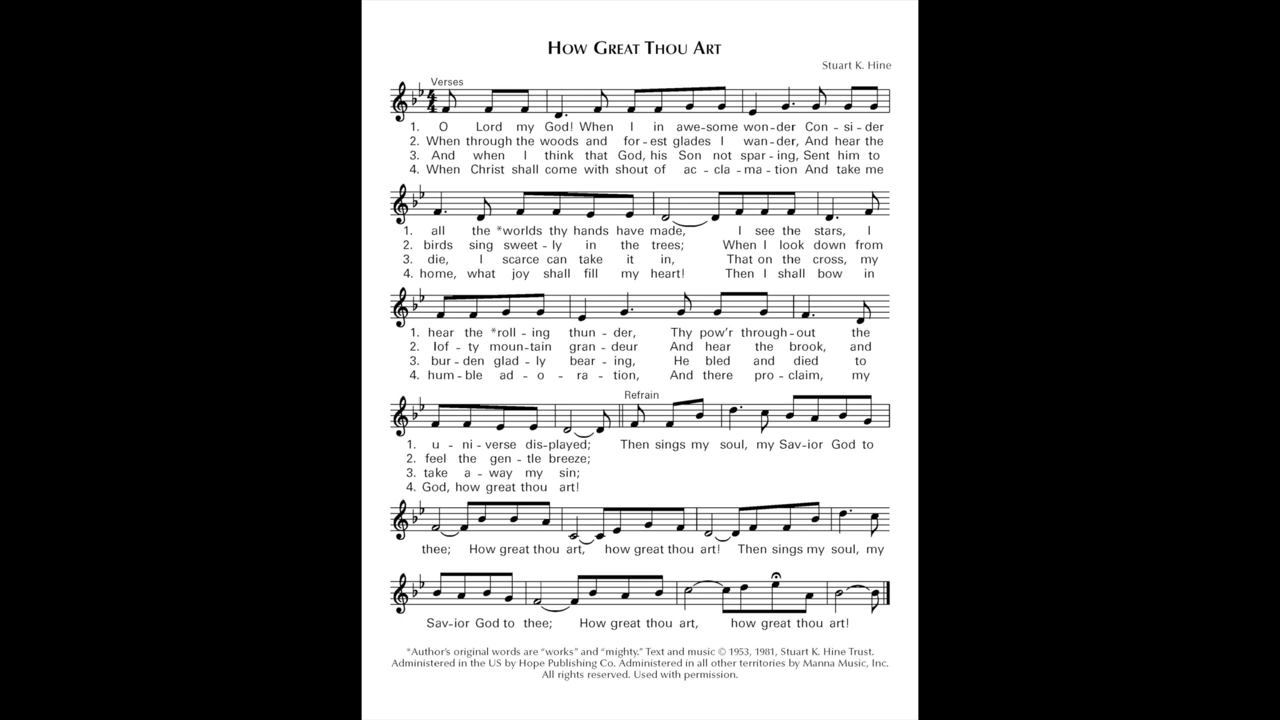 How Great Thou Art
Stuart K. Hine
Verses
1. O Lord my God! When I in awe-some won-der Con-si-der
2. When through the woods and for-est glades I wan-der, And hear the
3. And when I think that God, his Son not spar-ing, Sent him to
4. When Christ shall come with shout of ac-cla-ma-tion And take me
1. all the *worlds thy hands have made, I see the stars, I
2. birds sing sweet-ly in the trees; When I look down from
3. die, I scarce can take it in, That on the cross, my
4. home, what joy shall fill my heart! Then I shall bow in
1. hear the *roll-ing thun-der, Thy pow'r through-out the
2. lof-ty moun-tain gran-deur And hear the brook, and
3. bur-den glad-ly bear-ing, He bled and died to
4. hum-ble ad-o-ra-tion, And there pro-claim, my
Refrain
1. u-ni-verse dis-played; Then sings my soul, my Sav-ior God to
2. feel the gen-tle breeze;
3. take a-way my sin;
4. God, how great thou art!
thee; How great thou art, how great thou art! Then sings my soul, my
Sav-ior God to thee; How great thou art, how great thou art!
*Author's original words are "works" and "mighty." Text and music © 1953, 1981, Stuart K. Hine Trust.
Administered in the US by Hope Publishing Co. Administered in all other territories by Manna Music, Inc.
All rights reserved. Used with permission.